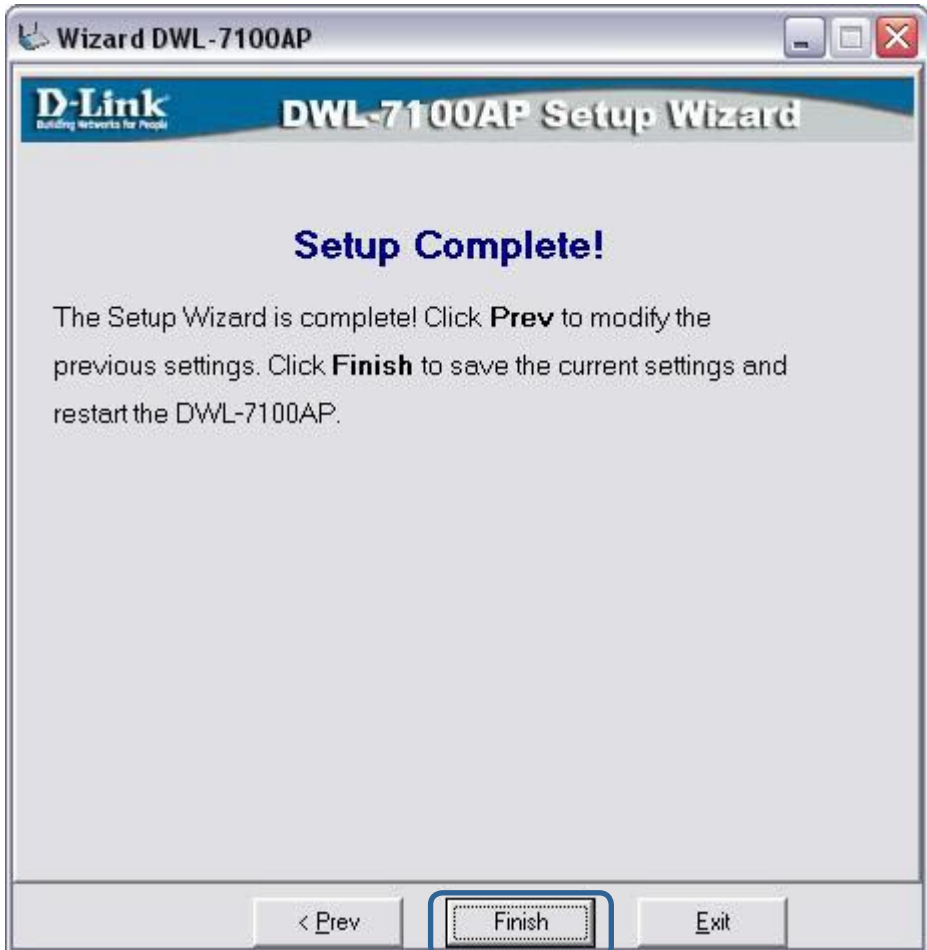 Wizard DWL-7100AP
D-Link
Building Networks for People
DWL-7100AP Setup Wizard
Setup Complete!
The Setup Wizard is complete! Click Prev to modify the
previous settings. Click Finish to save the current settings and
restart the DWL-7100AP.
< Prev
Finish
Exit